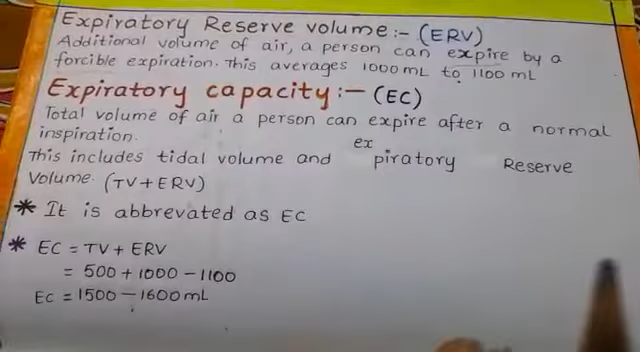 Expiratory Reserve volume:- (ERV)
Additional volume of air, a person can expire by a
forcible expiration. This averages 1000 mL to 1100 mL
Expiratory capacity:- (EC)
Total volume of air a person can expire after a normal
inspiration.
This includes tidal volume and expiratory Reserve
Volume. (TV+ERV)
* It is abbrevated as EC
* EC = TV + ERV
= 500 + 1000 - 1100
EC = 1500 - 1600 mL